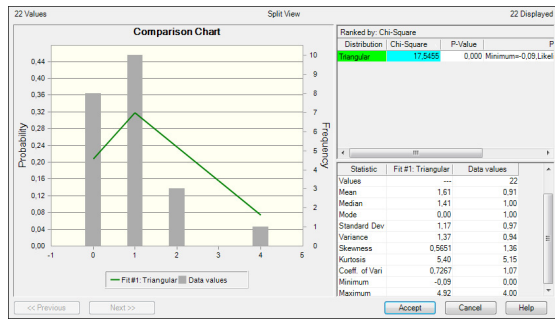 22 Values Split View 22 Displayed
Comparison Chart
0,44
0,40
0,36
0,32
0,28
0,24
0,20
0,16
0,12
0,08
0,04
0,00
Probability
10
9
8
7
6
5
4
3
2
1
0
Frequency
-1 0 1 2 3 4 5
Fit #1: Triangular Data values
Ranked by: Chi-Square
Distribution Chi-Square P-Value P
Triangular 17,5455 0,000 Minimum=-0,09,Likeli
Statistic Fit #1: Triangular Data values
Values --- 22
Mean 1,61 0,91
Median 1,41 1,00
Mode 0,00 1,00
Standard Dev 1,17 0,97
Variance 1,37 0,94
Skewness 0,5651 1,36
Kurtosis 5,40 5,15
Coeff. of Vari 0,7267 1,07
Minimum -0,09 0,00
Maximum 4,92 4,00
<< Previous Next >> Accept Cancel Help